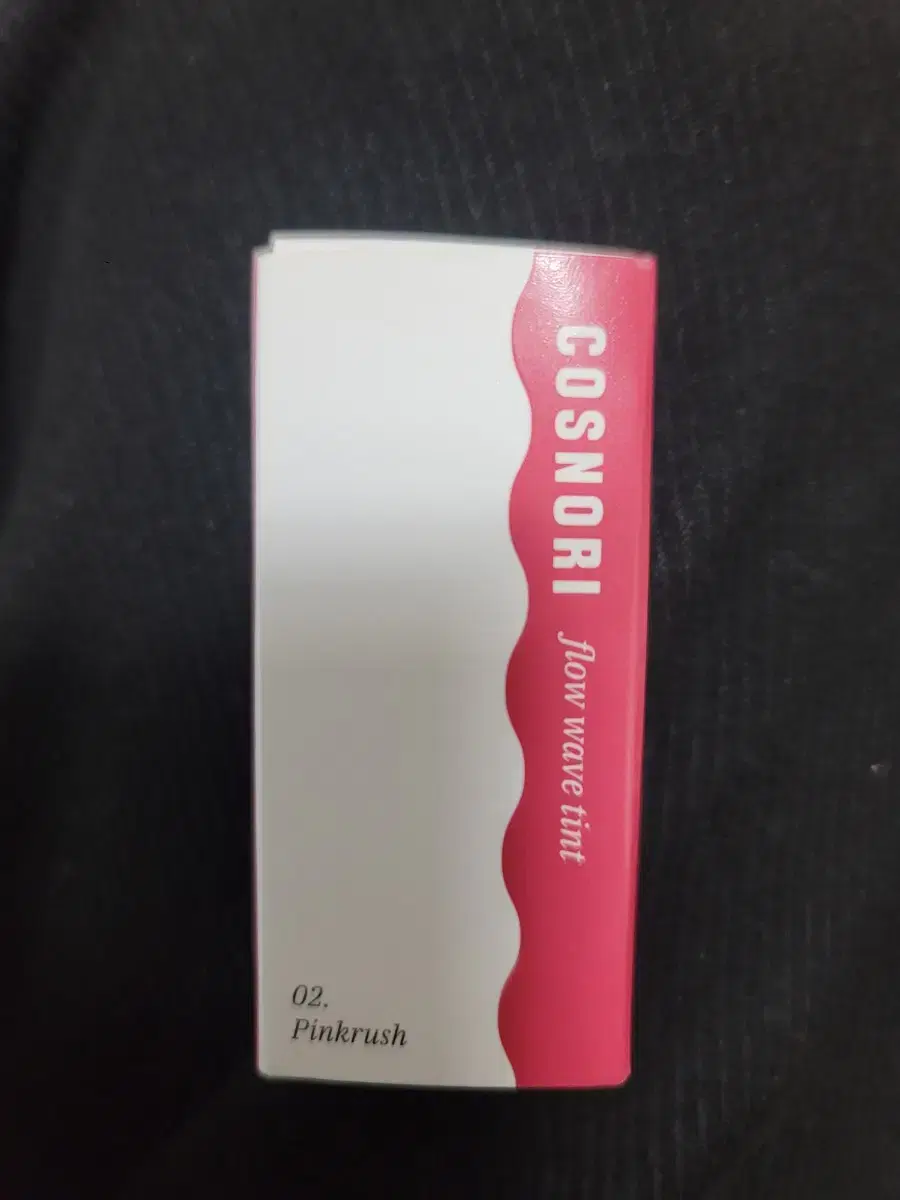 COSNORI flow wave tint
02.
Pinkrush